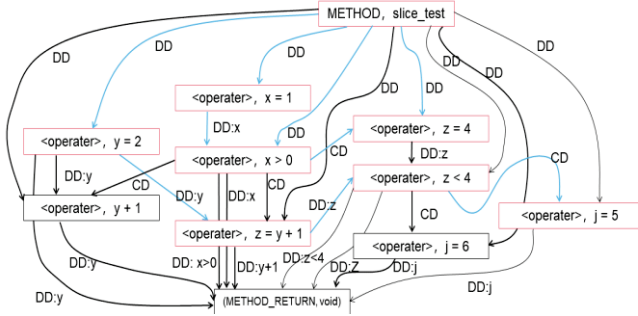 METHOD, slice_test
DD
DD
DD
DD
DD
DD
DD
DD
<operater>, x = 1
<operater>, y = 2
DD:x
<operater>, z = 4
DD:y
<operater>, x > 0
CD
DD:z
CD
CD
DD:y
DD:x
CD
<operater>, z < 4
<operater>, y + 1
DD:z
CD
<operater>, j = 5
<operater>, z = y + 1
<operater>, j = 6
DD:y
DD: x>0
DD:y+1
DD:z<4
DD:Z
DD:j
DD:j
DD:y
(METHOD_RETURN, void)